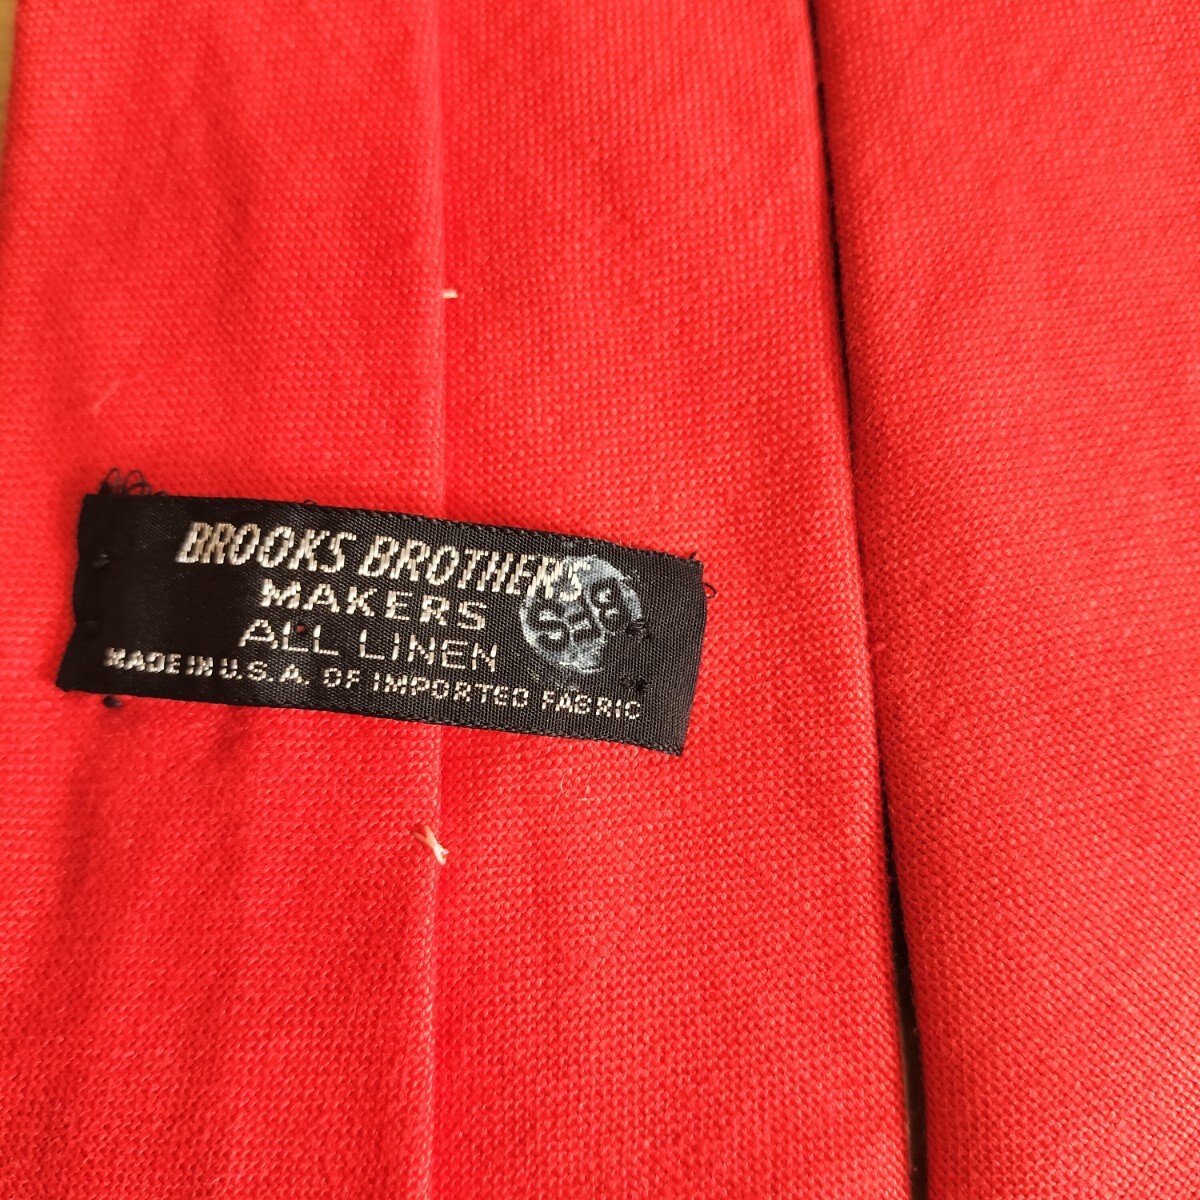 BROOKS BROTHERS
MAKERS
ALL LINEN
MADE IN U.S.A. OF IMPORTED FABRIC